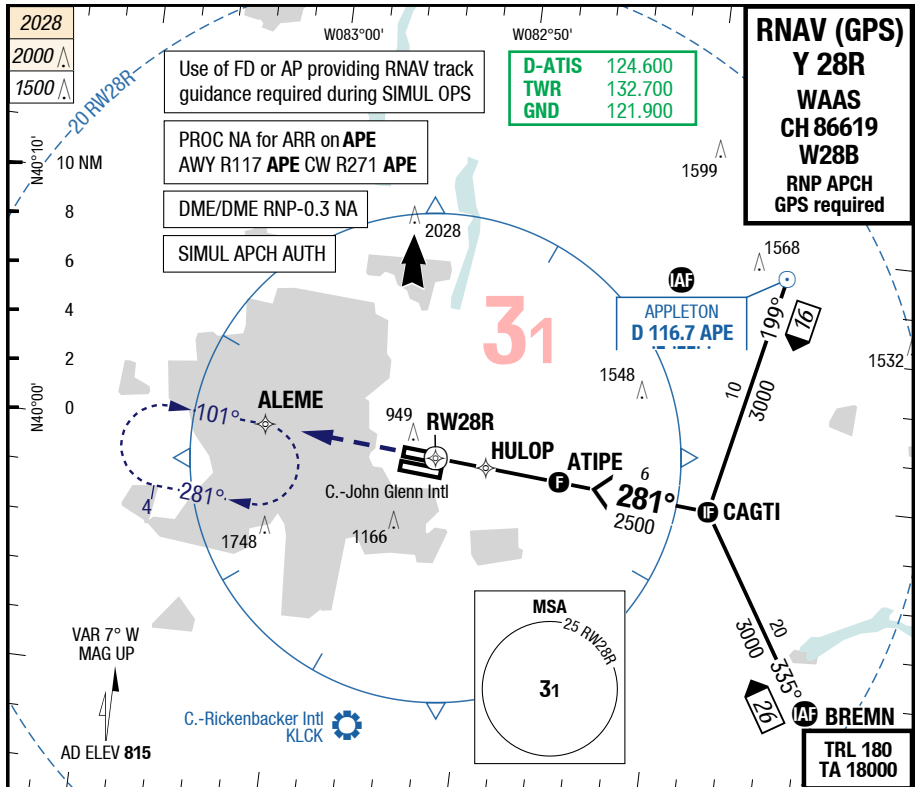 2028
2000
1500
20 RW28R
W083°00'
W082°50'
Use of FD or AP providing RNAV track
guidance required during SIMUL OPS
D-ATIS 124.600
TWR 132.700
GND 121.900
RNAV (GPS)
Y 28R
WAAS
CH 86619
W28B
RNP APCH
GPS required
N40°10'
10 NM
PROC NA for ARR on APE
AWY R117 APE CW R271 APE
1599
8
DME/DME RNP-0.3 NA
2028
SIMUL APCH AUTH
1568
6
IAF
APPLETON
D 116.7 APE
199°
16
4
31
1532
2
1548
10
3000
N40°00'
0
ALEME
101°
949
RW28R
HULOP
ATIPE
6
281°
2500
F
IF
CAGTI
281°
4
C.-John Glenn Intl
1748
1166
MSA
25 RW28R
31
20
3000
335°
26
IAF
BREMN
VAR 7° W
MAG UP
C.-Rickenbacker Intl
KLCK
AD ELEV 815
TRL 180
TA 18000